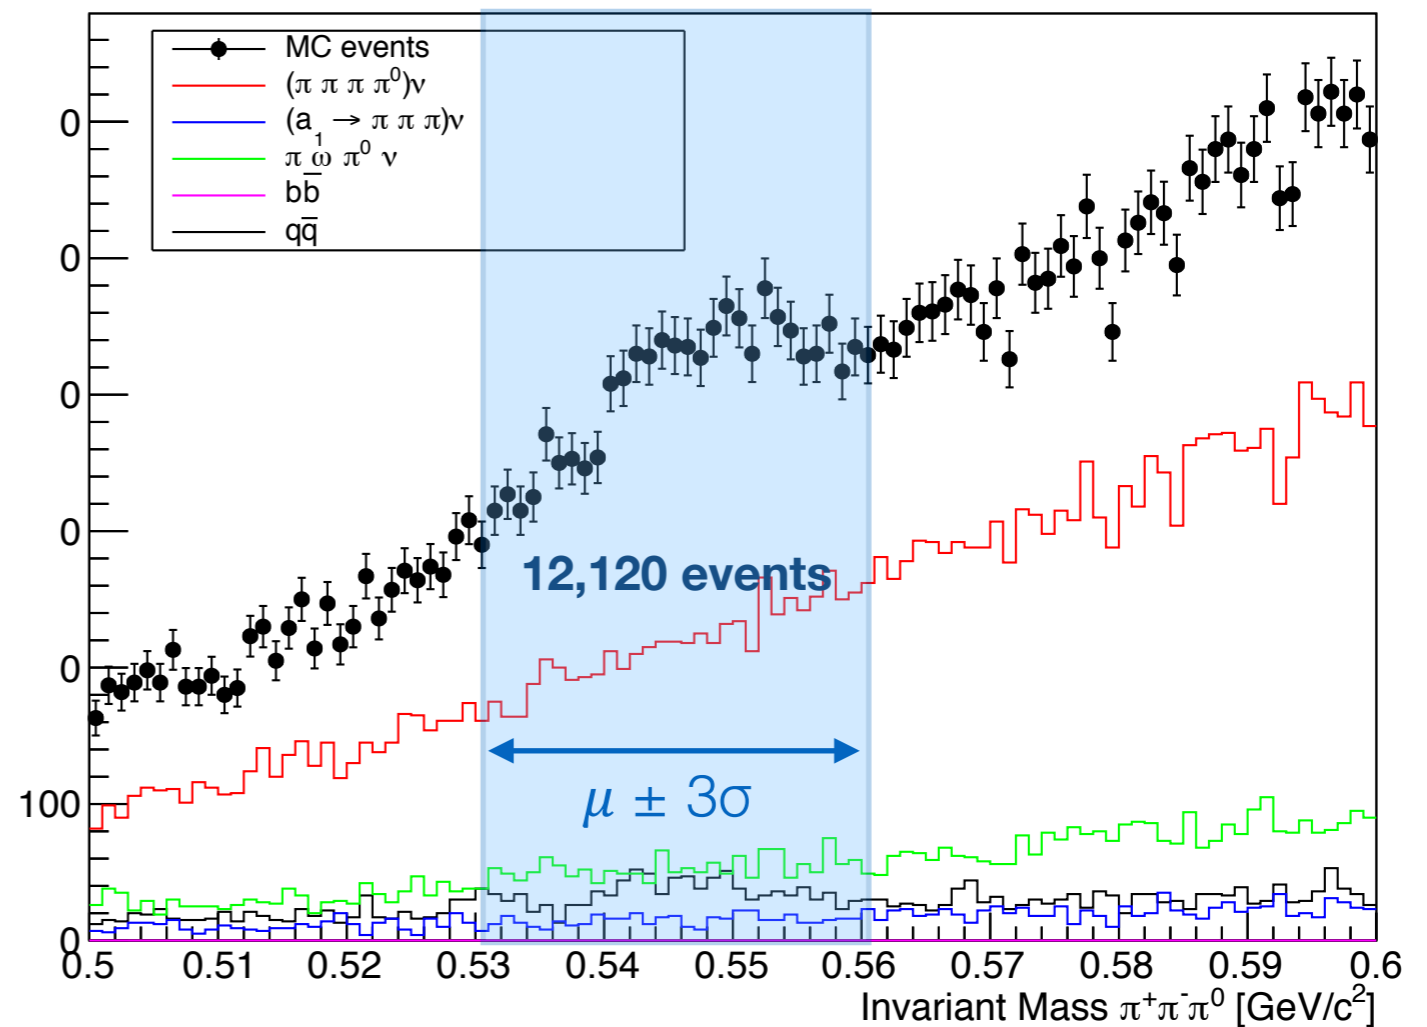 MC events
(π π π π⁰)ν
(a₁ → π π π)ν
π ω π⁰ ν
bb̅
qq̅
0
0
0
0
0
100
0
12,120 events
μ ± 3σ
0.5 0.51 0.52 0.53 0.54 0.55 0.56 0.57 0.58 0.59 0.6
Invariant Mass π⁺π⁻π⁰ [GeV/c²]